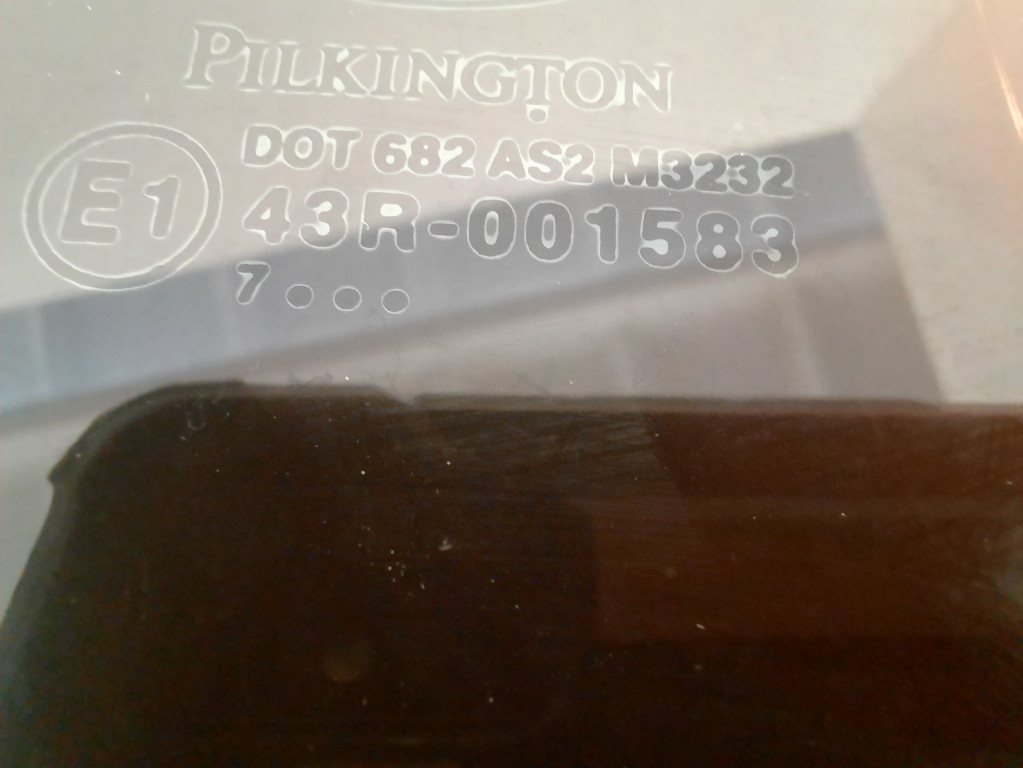 PILKINGTON
DOT 682 AS2 M3232
E1
43R-001583
7...